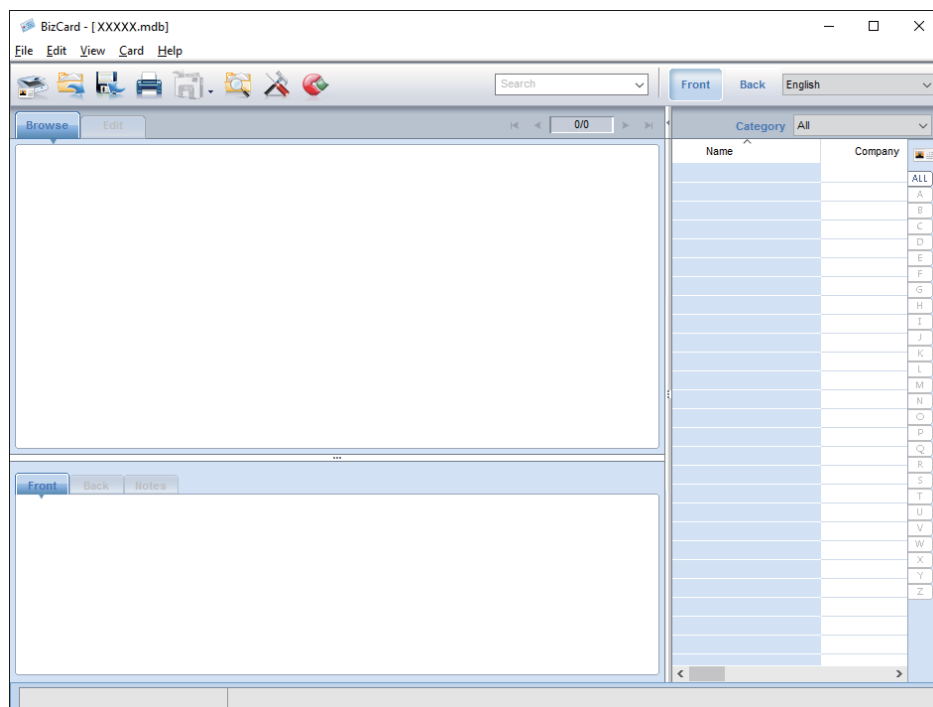 BizCard - [ XXXXX.mdb]
File Edit View Card Help
Search Front Back English
Browse Edit 0/0 Category All
Name Company
ALL
A
B
C
D
E
F
G
H
I
J
K
L
M
N
O
P
Q
R
S
T
U
V
W
X
Y
Z
Front Back Notes